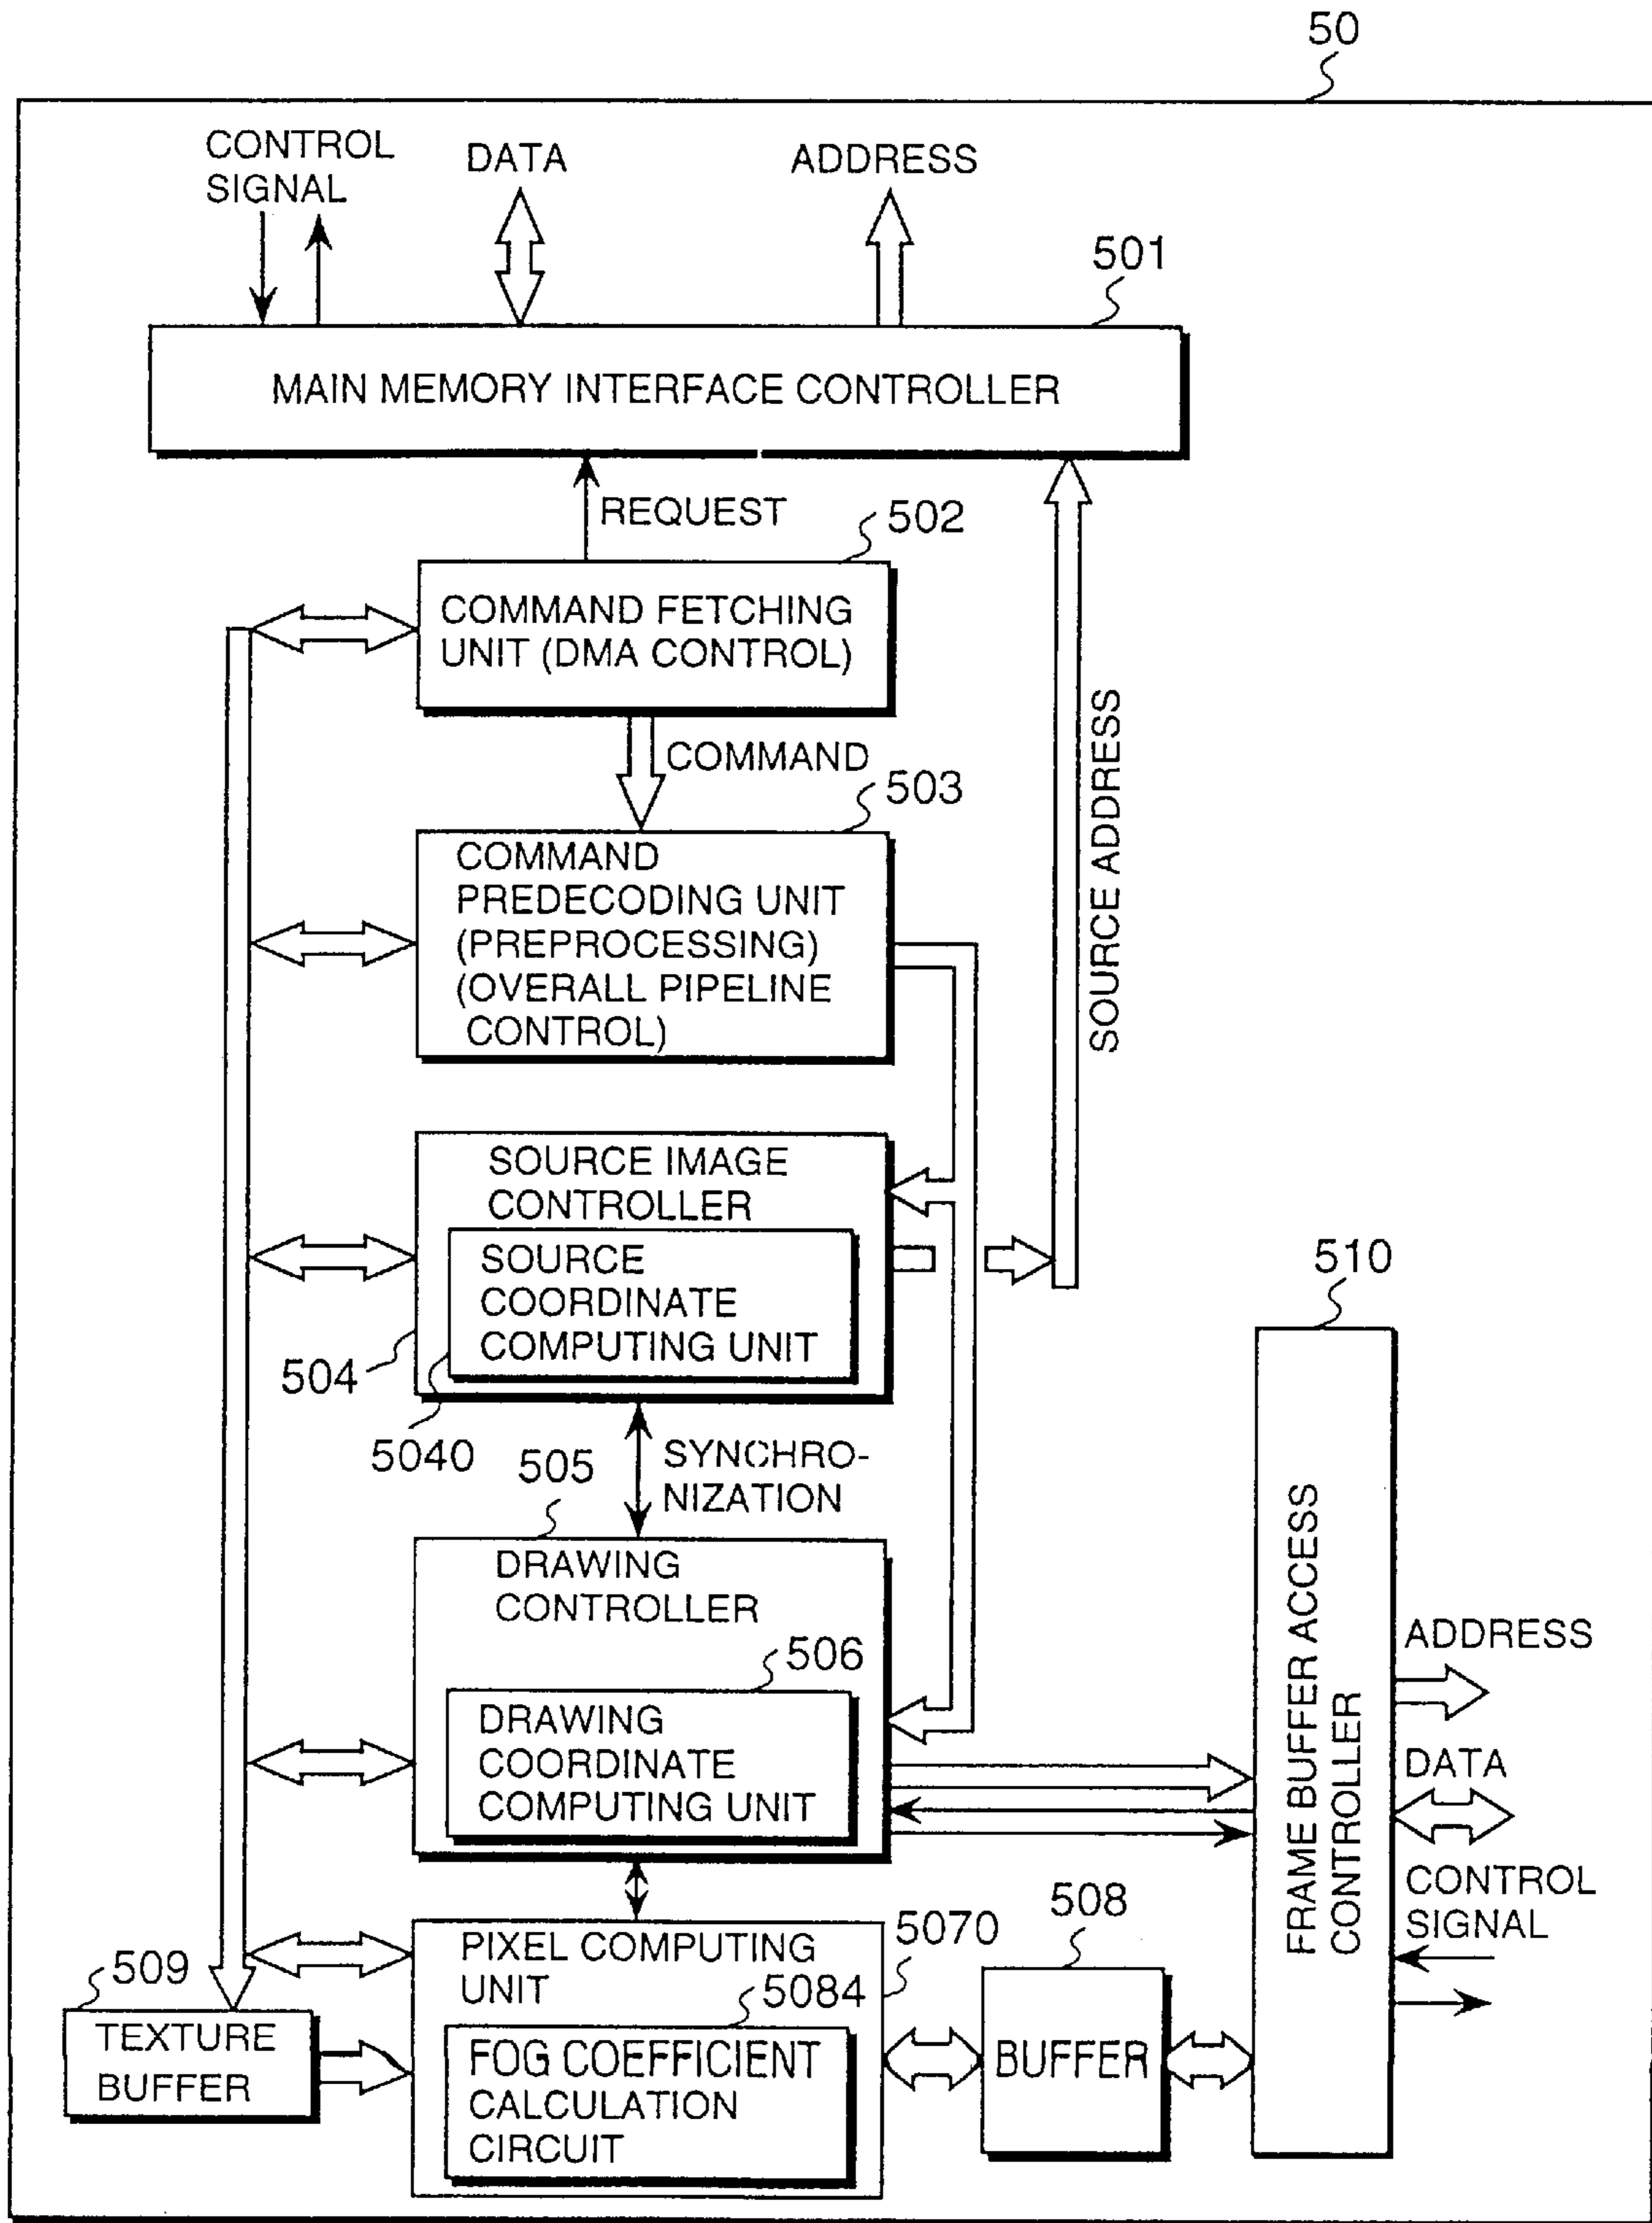 50
CONTROL
SIGNAL
DATA
ADDRESS
501
MAIN MEMORY INTERFACE CONTROLLER
REQUEST
502
COMMAND FETCHING
UNIT (DMA CONTROL)
COMMAND
503
COMMAND
PREDECODING UNIT
(PREPROCESSING)
(OVERALL PIPELINE
CONTROL)
SOURCE ADDRESS
SOURCE IMAGE
CONTROLLER
SOURCE
COORDINATE
COMPUTING UNIT
504
5040
505
SYNCHRO-
NIZATION
510
DRAWING
CONTROLLER
506
DRAWING
COORDINATE
COMPUTING UNIT
FRAME BUFFER ACCESS
CONTROLLER
ADDRESS
DATA
CONTROL
SIGNAL
509
TEXTURE
BUFFER
PIXEL COMPUTING
UNIT
5070
5084
FOG COEFFICIENT
CALCULATION
CIRCUIT
508
BUFFER